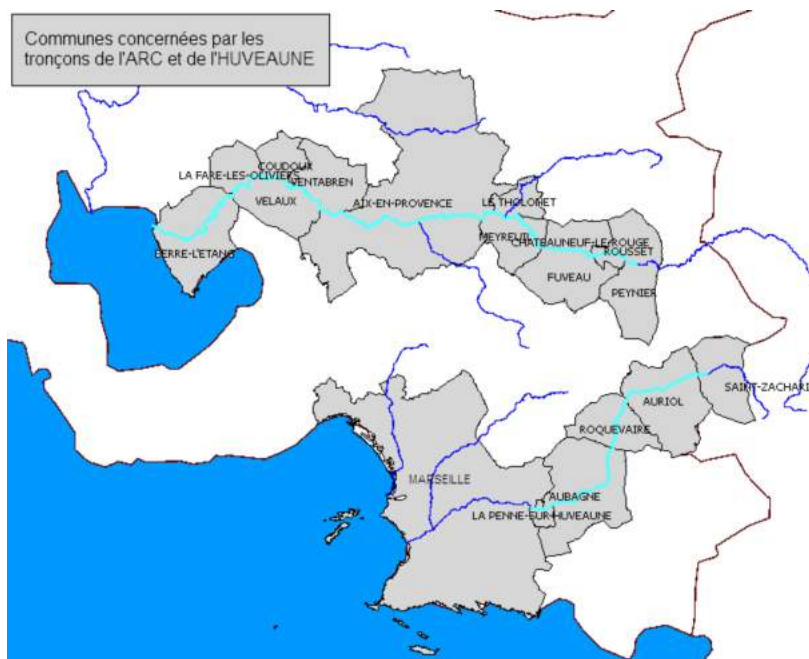 Communes concernées par les
tronçons de l'ARC et de l'HUVEAUNE
COUDOUX
LA FARE-LES-OLIVIERS
VENTABREN
VELAUX
AIX-EN-PROVENCE
LE THOLONET
MEYREUIL
CHATEAUNEUF-LE-ROUGE
BERRE-L'ETANG
ROUSSET
FUVEAU
PEYNIER
SAINT-ZACHARI
AURIOL
ROQUEVAIRE
MARSEILLE
AUBAGNE
LA PENNE-SUR-HUVEAUNE